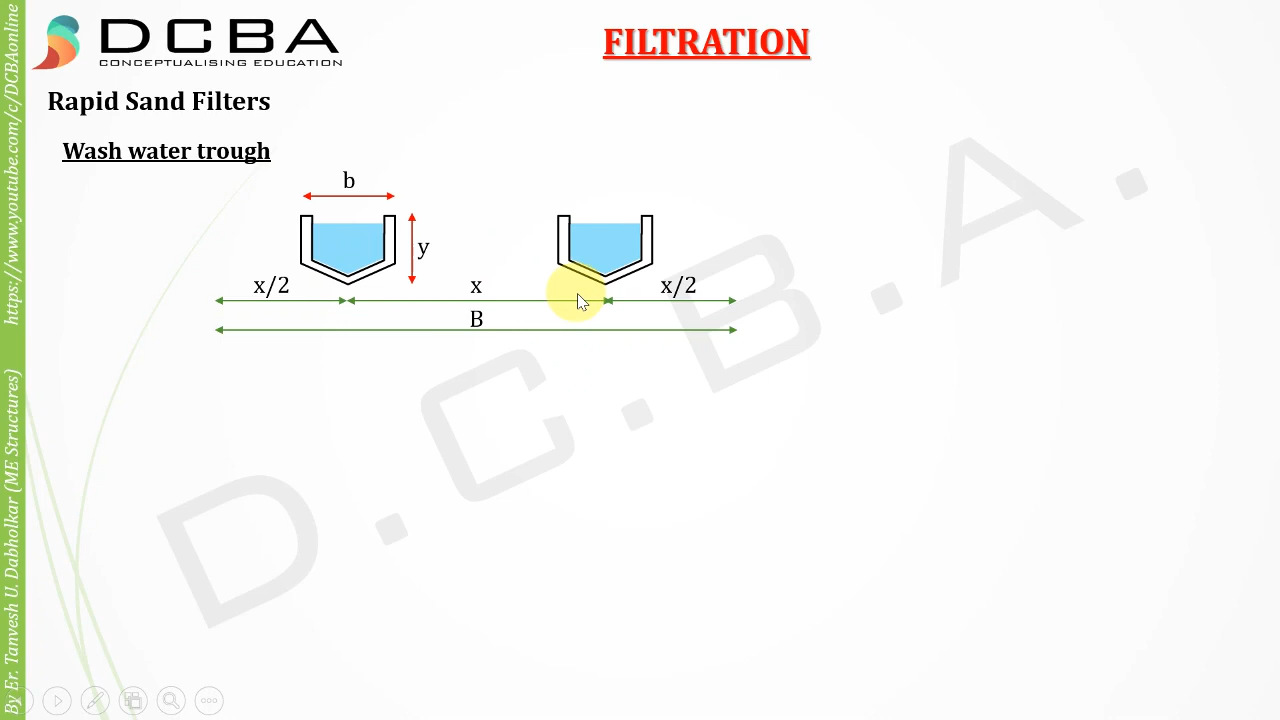 DCBA
CONCEPTUALISING EDUCATION
FILTRATION
Rapid Sand Filters
Wash water trough
b
y
x/2
x
x/2
B
D.C.B.A.
By Er. Tanvesh U. Dabholkar (ME Structures) https://www.youtube.com/c/DCBAonline